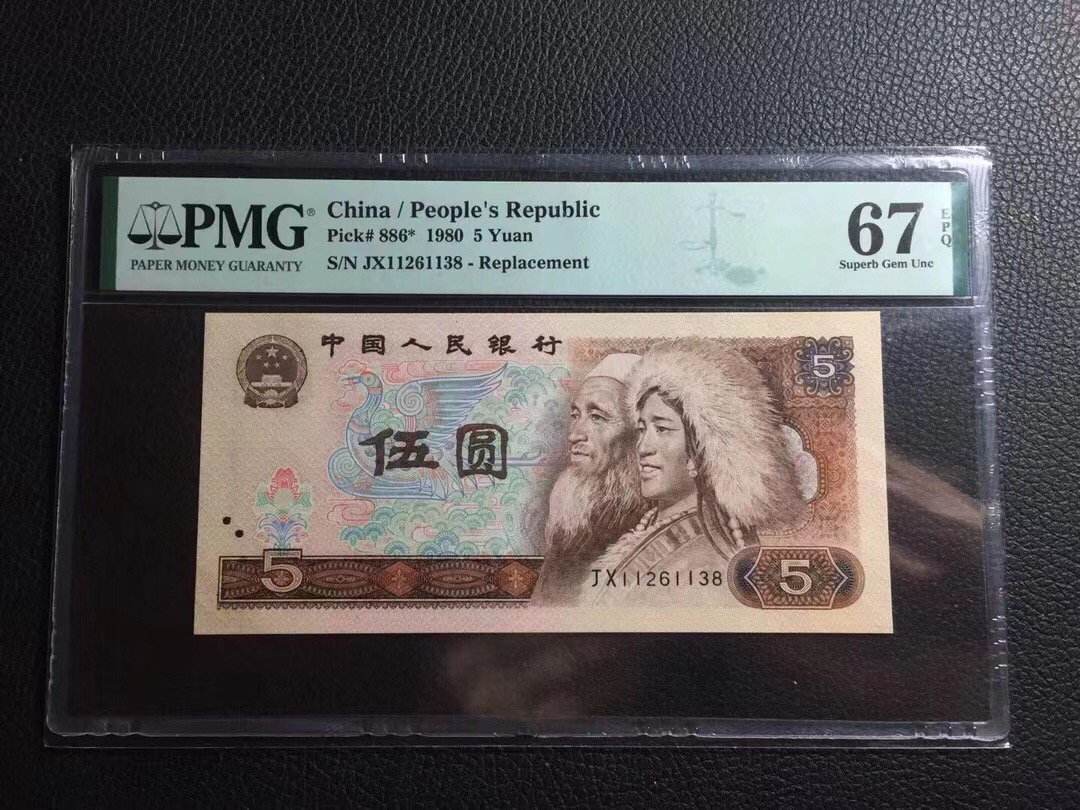 PMG®
PAPER MONEY GUARANTY
China / People's Republic
Pick# 886* 1980 5 Yuan
S/N JX11261138 - Replacement
67
EPQ
Superb Gem Unc
中国人民银行
5
伍圆
5
JX11261138
5